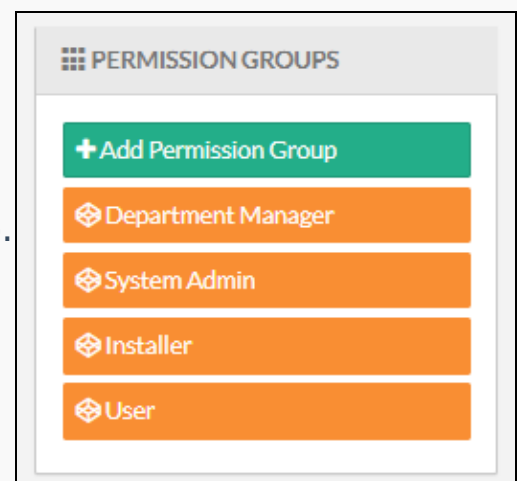 PERMISSION GROUPS
+Add Permission Group
Department Manager
System Admin
Installer
User
.